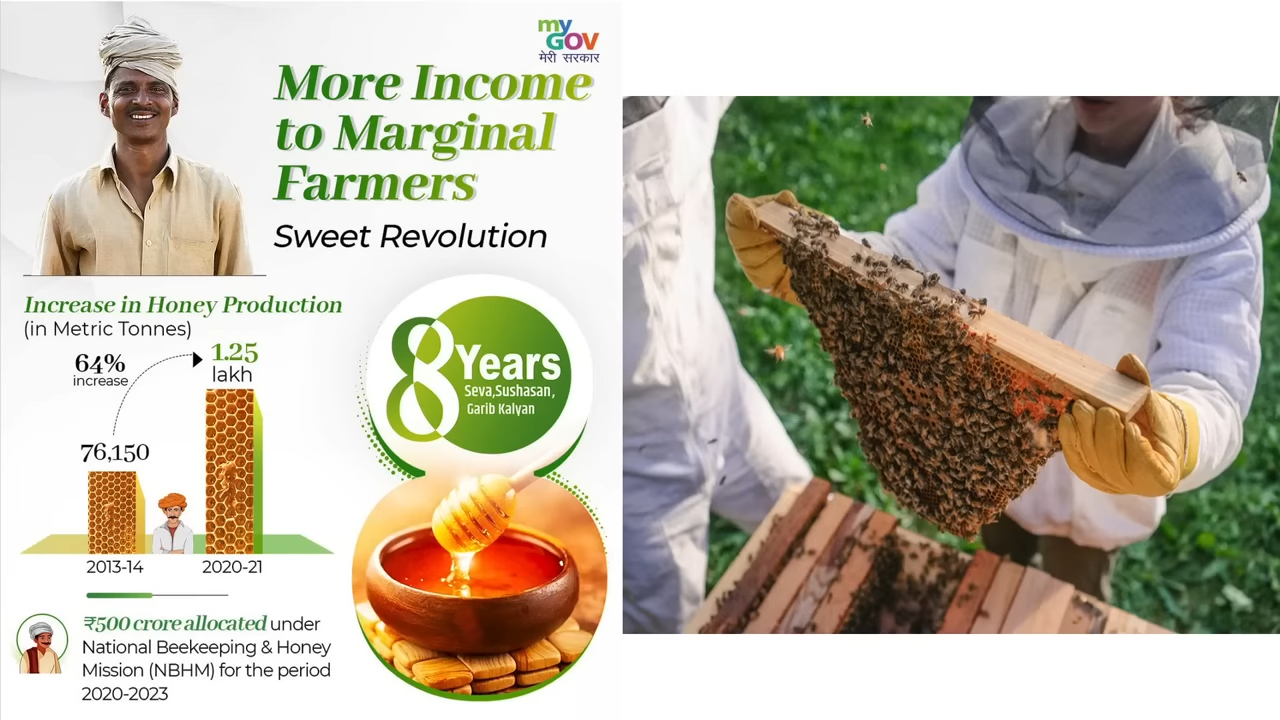 my
GOV
मेरी सरकार
More Income
to Marginal
Farmers
Sweet Revolution
Increase in Honey Production
(in Metric Tonnes)
64%
increase
1.25
lakh
76,150
2013-14
2020-21
8 Years
Seva,Sushasan,
Garib Kalyan
₹500 crore allocated under
National Beekeeping & Honey
Mission (NBHM) for the period
2020-2023